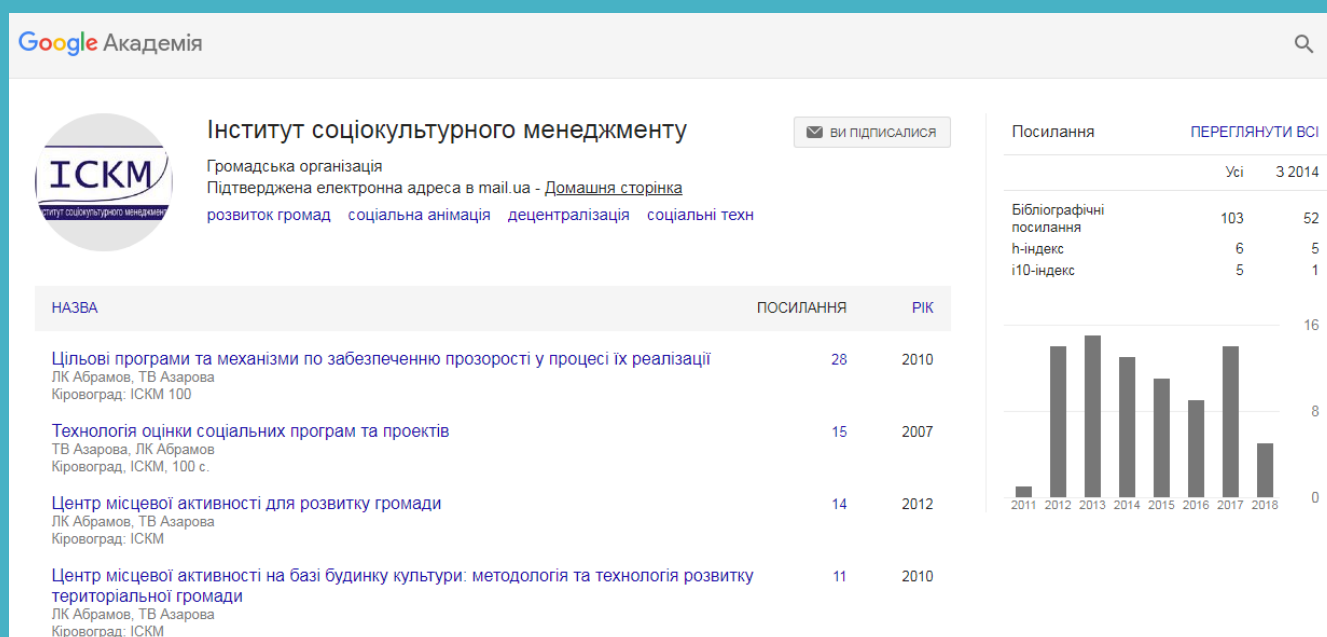 Google Академія
ІСКМ
Інститут соціокультурного менеджменту
Інститут соціокультурного менеджменту
ВИ ПІДПИСАЛИСЯ
Громадська організація
Підтверджена електронна адреса в mail.ua - Домашня сторінка
розвиток громад соціальна анімація децентралізація соціальні техн
НАЗВА ПОСИЛАННЯ РІК
Цільові програми та механізми по забезпеченню прозорості у процесі їх реалізації 28 2010
ЛК Абрамов, ТВ Азарова
Кіровоград: ІСКМ 100
Технологія оцінки соціальних програм та проектів 15 2007
ТВ Азарова, ЛК Абрамов
Кіровоград, ІСКМ, 100 с.
Центр місцевої активності для розвитку громади 14 2012
ЛК Абрамов, ТВ Азарова
Кіровоград: ІСКМ
Центр місцевої активності на базі будинку культури: методологія та технологія розвитку 11 2010
територіальної громади
ЛК Абрамов, ТВ Азарова
Кіровоград: ІСКМ
Посилання ПЕРЕГЛЯНУТИ ВСІ
Усі З 2014
Бібліографічні
посилання 103 52
h-індекс 6 5
i10-індекс 5 1
16
8
0
2011 2012 2013 2014 2015 2016 2017 2018